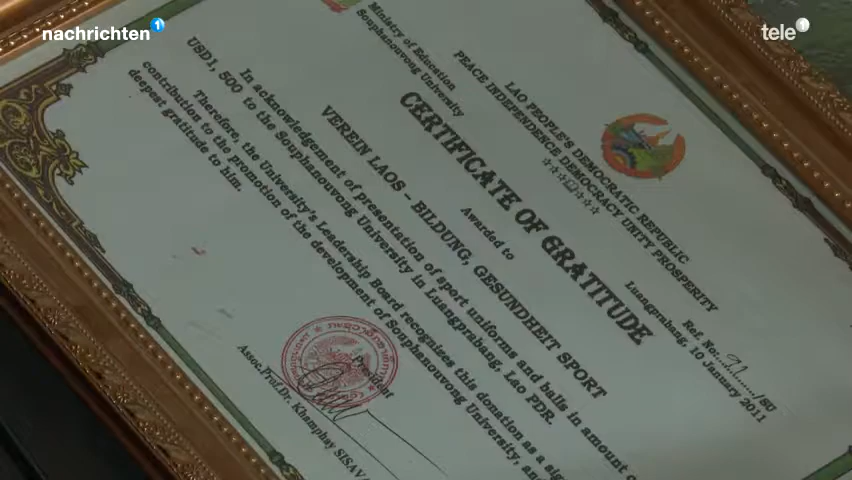 nachrichten 1
tele 1
LAO PEOPLE'S DEMOCRATIC REPUBLIC
PEACE INDEPENDENCE DEMOCRACY UNITY PROSPERITY
Ministry of Education
Souphanouvong University
Ref. No: 21/SU
Luangprabang, 10 January 2011
CERTIFICATE OF GRATITUDE
Awarded to
VEREIN LAOS - BILDUNG, GESUNDHEIT SPORT
In acknowledgement of presentation of sport uniforms and balls in amount
USD1, 500 to the Souphanouvong University in Luangprabang, Lao PDR.
Therefore, the University's Leadership Board recognizes this donation as a
contribution to the promotion of the development of Souphanouvong University,
deepest gratitude to him.
President
Assoc.Prof.Dr. Khamphay